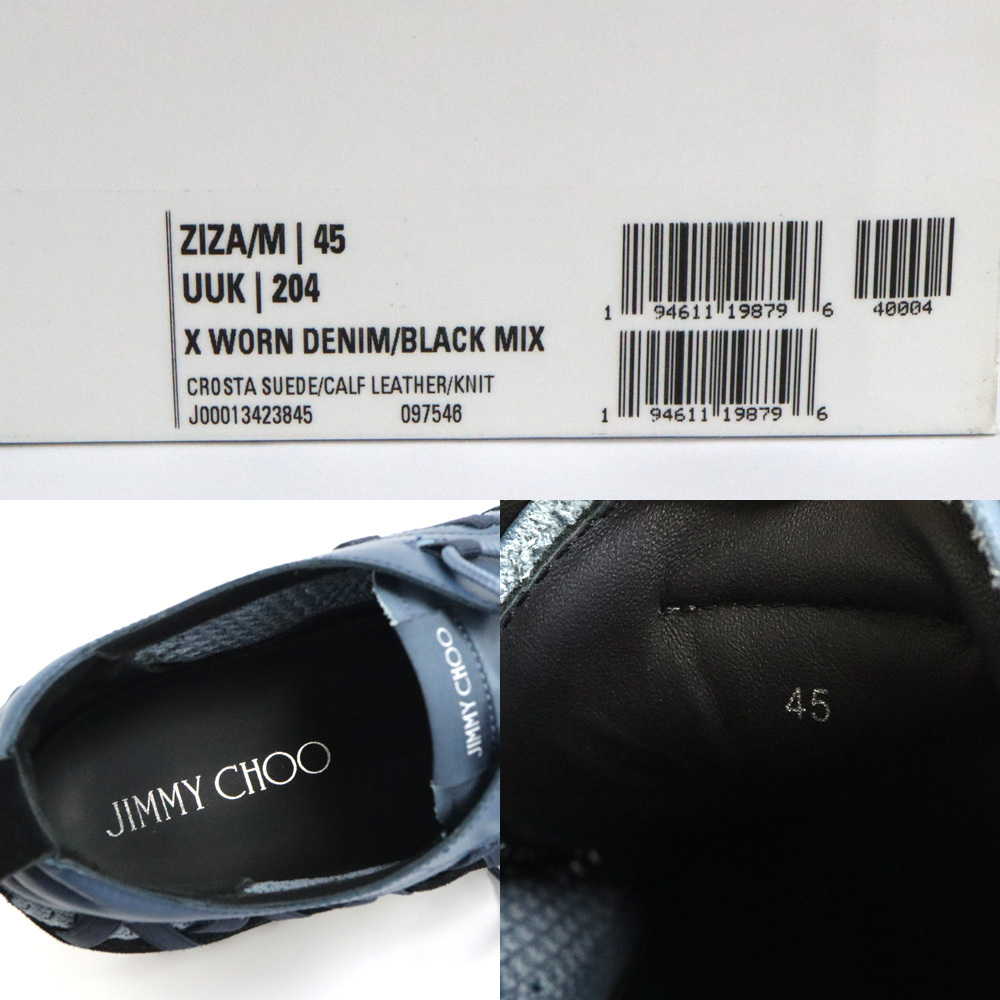 ZIZA/M | 45
UUK | 204
X WORN DENIM/BLACK MIX
CROSTA SUEDE/CALF LEATHER/KNIT
J00013423845 097546
1 94611 19879 6
40004
1 94611 19879 6
JIMMY CHOO
JIMMY CHOO
45